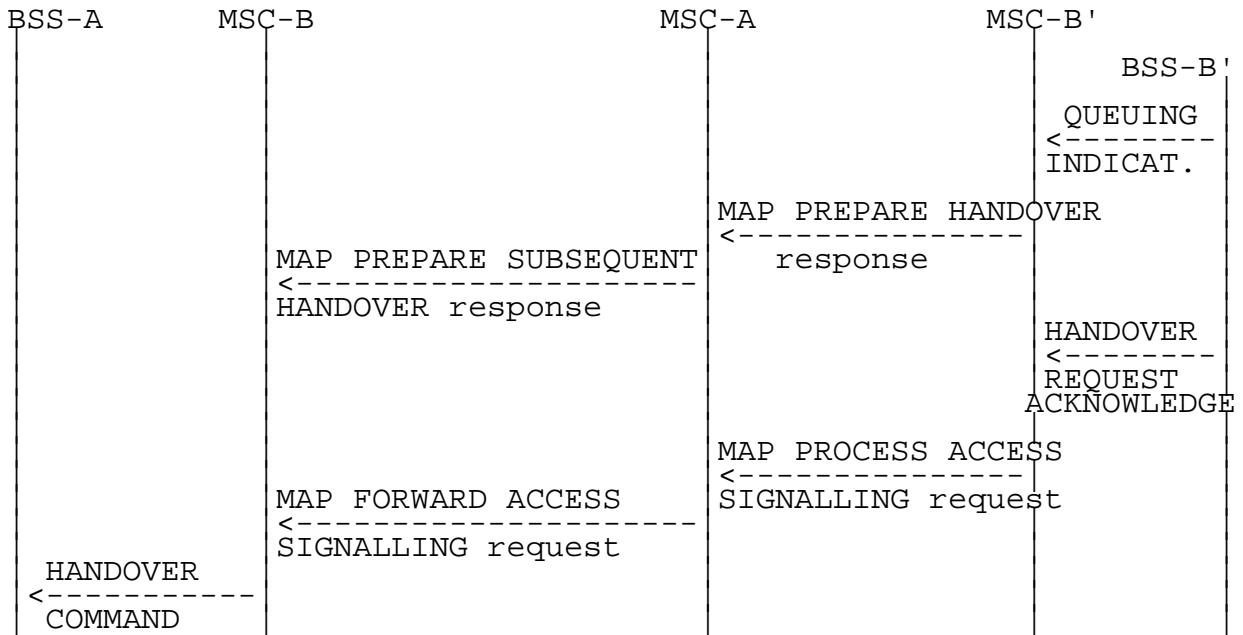 BSS-A MSC-B MSC-A MSC-B'
BSS-B'
QUEUING
INDICAT.
MAP PREPARE HANDOVER
response
MAP PREPARE SUBSEQUENT
HANDOVER response
HANDOVER
REQUEST
ACKNOWLEDGE
MAP PROCESS ACCESS
SIGNALLING request
MAP FORWARD ACCESS
SIGNALLING request
HANDOVER
COMMAND